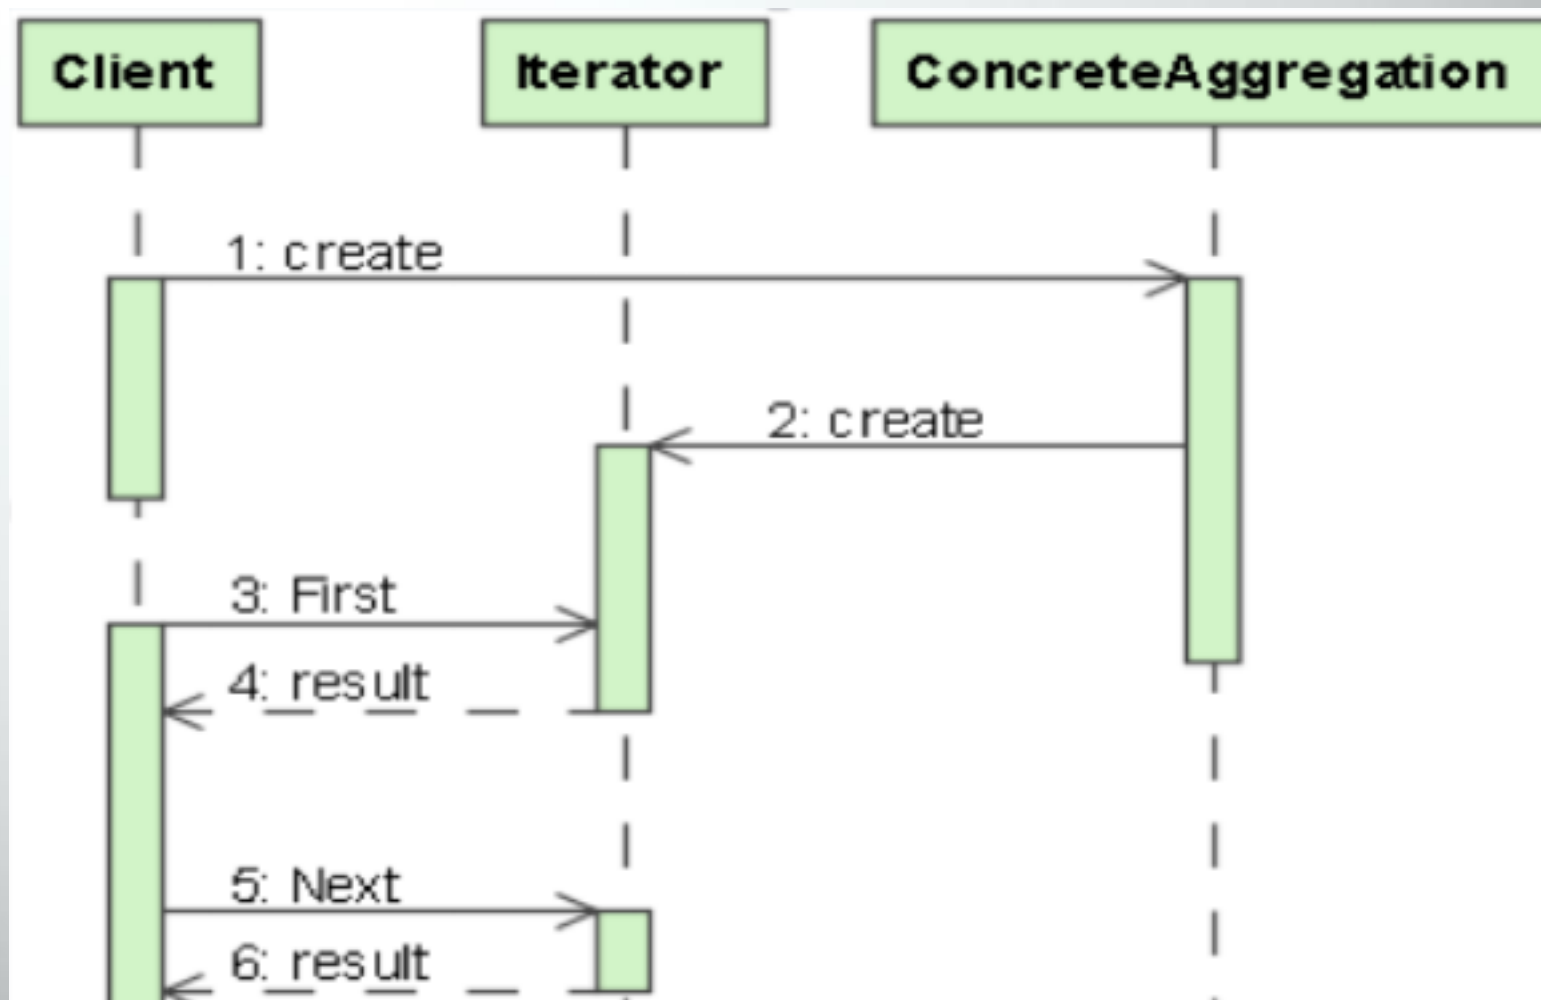 Client
Iterator
ConcreteAggregation
1: create
2: create
3: First
4: result
5: Next
6: result